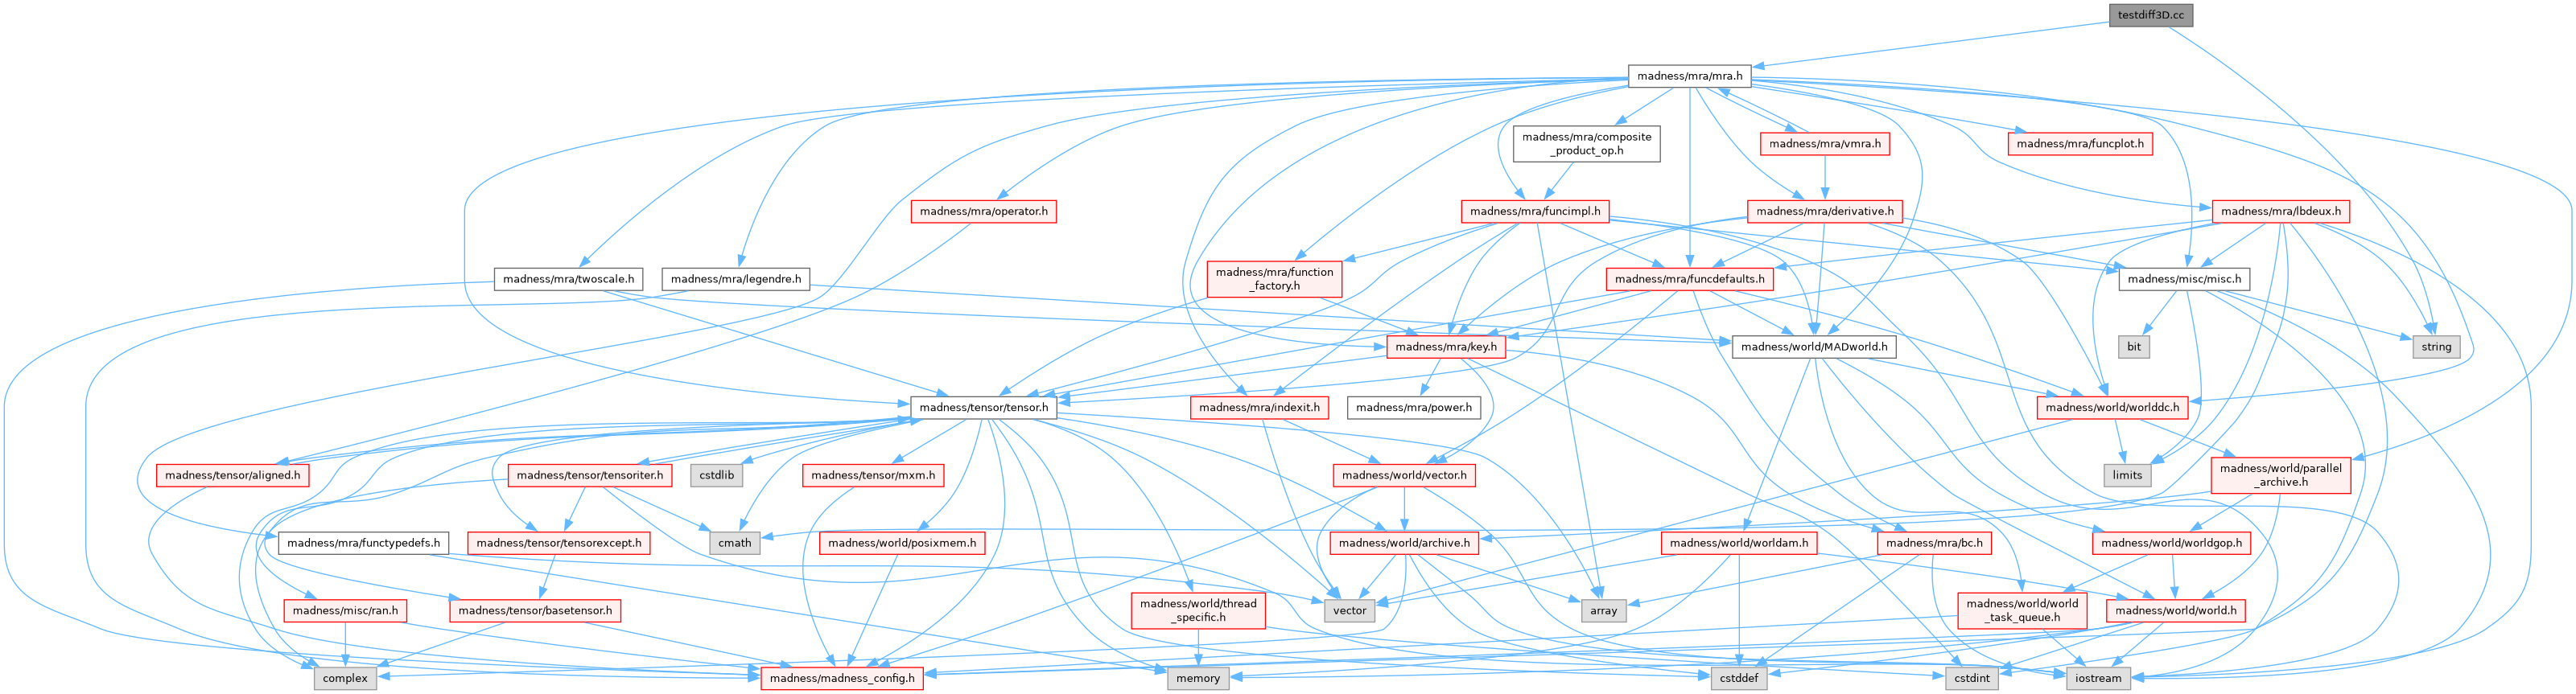 testdiff3D.cc
madness/mra/mra.h
madness/mra/composite
_product_op.h
madness/mra/vmra.h
madness/mra/funcplot.h
madness/mra/operator.h
madness/mra/funcimpl.h
madness/mra/derivative.h
madness/mra/lbdeux.h
madness/mra/twoscale.h
madness/mra/legendre.h
madness/mra/function
_factory.h
madness/mra/funcdefaults.h
madness/misc/misc.h
madness/mra/key.h
madness/world/MADworld.h
bit
string
madness/tensor/tensor.h
madness/mra/indexit.h
madness/mra/power.h
madness/world/worlddc.h
madness/tensor/aligned.h
madness/tensor/tensoriter.h
cstdlib
madness/tensor/mxm.h
madness/world/vector.h
limits
madness/world/parallel
_archive.h
madness/mra/functypedefs.h
madness/tensor/tensorexcept.h
cmath
madness/world/posixmem.h
madness/world/archive.h
madness/world/worldam.h
madness/mra/bc.h
madness/world/worldgop.h
madness/misc/ran.h
madness/tensor/basetensor.h
madness/world/thread
_specific.h
vector
array
madness/world/world
_task_queue.h
madness/world/world.h
complex
madness/madness_config.h
memory
cstddef
cstdint
iostream